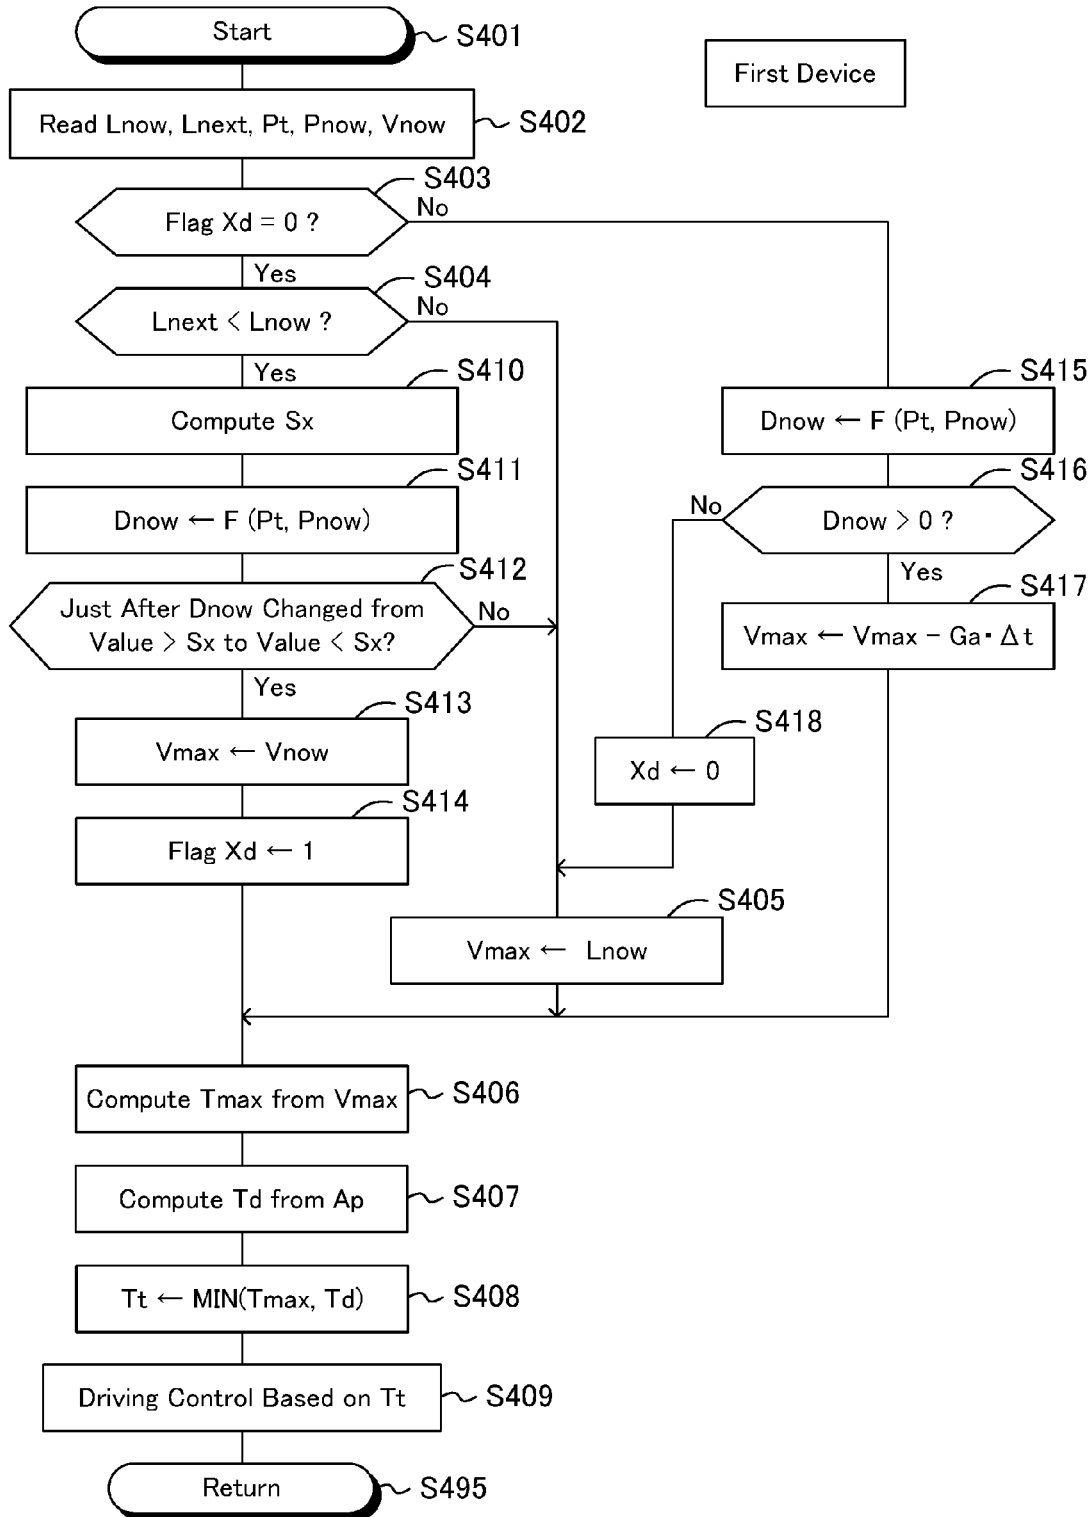 Start
S401
First Device
Read Lnow, Lnext, Pt, Pnow, Vnow
S402
S403
Flag Xd = 0 ?
No
Yes
S404
Lnext < Lnow ?
No
Yes
S410
Compute Sx
S411
Dnow ← F (Pt, Pnow)
S412
Just After Dnow Changed from
Value > Sx to Value < Sx?
No
Yes
S413
Vmax ← Vnow
S414
Flag Xd ← 1
S415
Dnow ← F (Pt, Pnow)
S416
No
Dnow > 0 ?
Yes
S417
Vmax ← Vmax − Ga・Δt
S418
Xd ← 0
S405
Vmax ← Lnow
Compute Tmax from Vmax
S406
Compute Td from Ap
S407
Tt ← MIN(Tmax, Td)
S408
Driving Control Based on Tt
S409
Return
S495